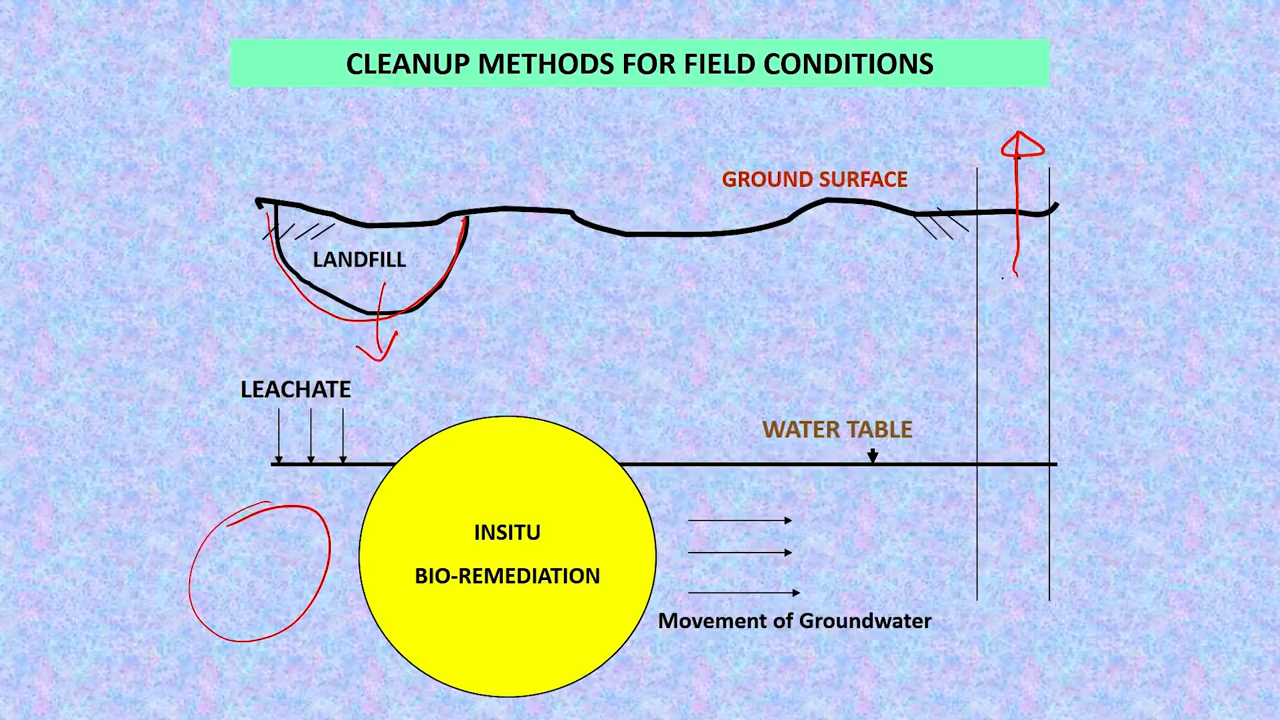 CLEANUP METHODS FOR FIELD CONDITIONS
GROUND SURFACE
LANDFILL
LEACHATE
WATER TABLE
INSITU
BIO-REMEDIATION
Movement of Groundwater